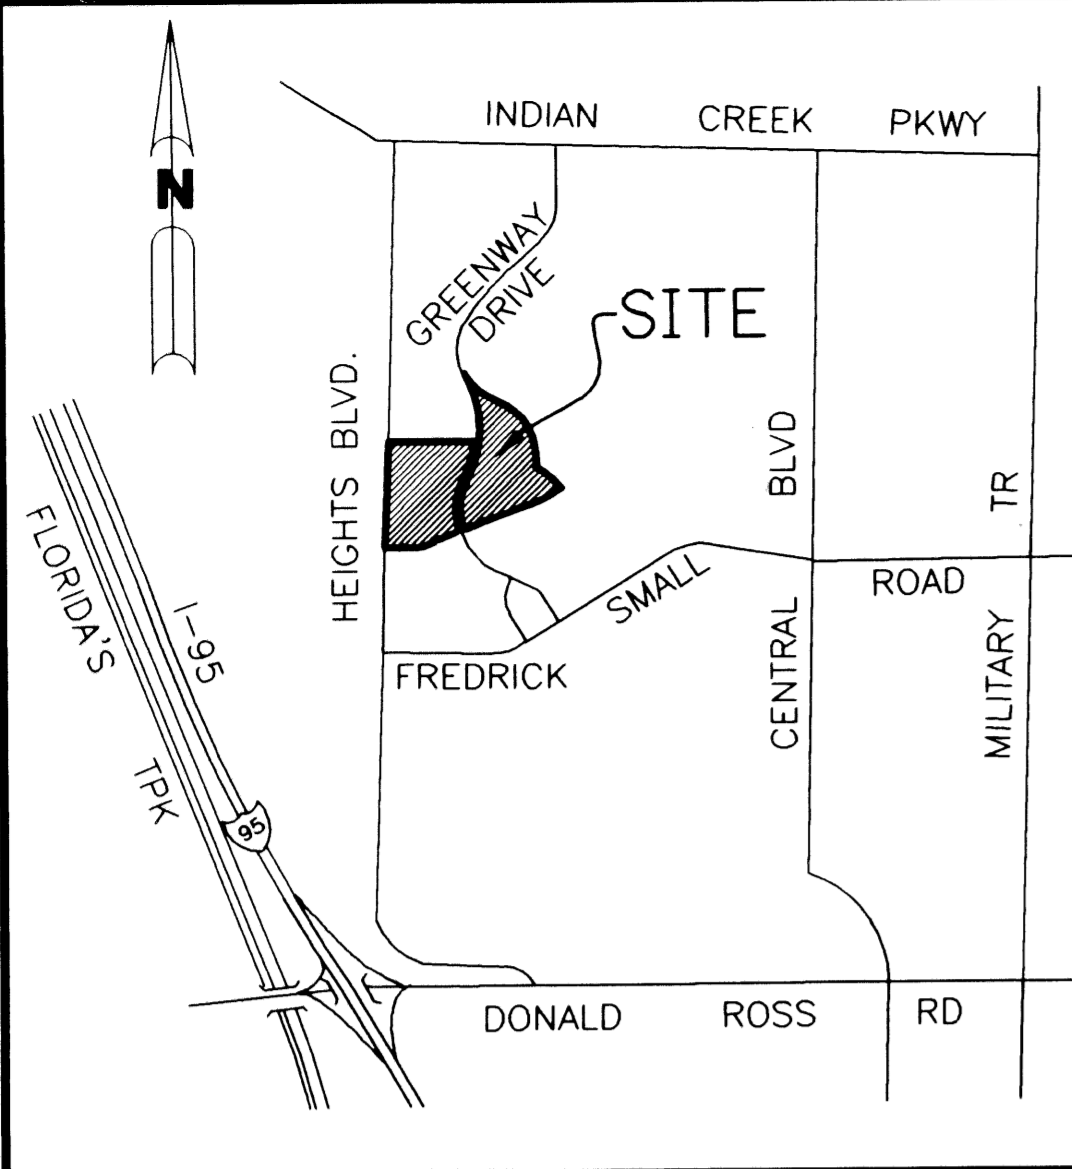 INDIAN CREEK PKWY
N
GREENWAY
DRIVE
SITE
HEIGHTS BLVD.
CENTRAL BLVD
MILITARY TR
FLORIDA'S TPK
I-95
FREDRICK SMALL ROAD
95
DONALD ROSS RD